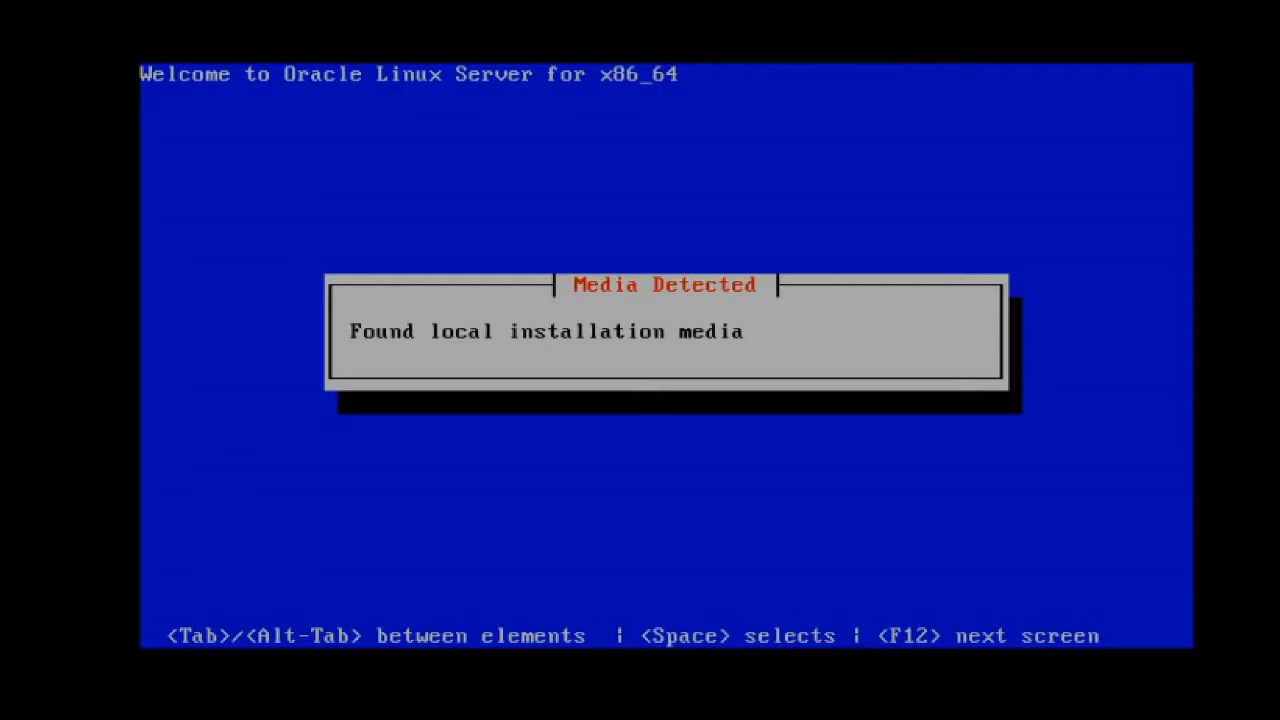 Welcome to Oracle Linux Server for x86_64
Media Detected
Found local installation media
<Tab>/<Alt-Tab> between elements | <Space> selects | <F12> next screen